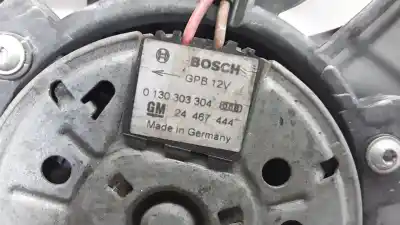 BOSCH
GPB 12V
0 130 303 304
GM 24 467 444
Made in Germany